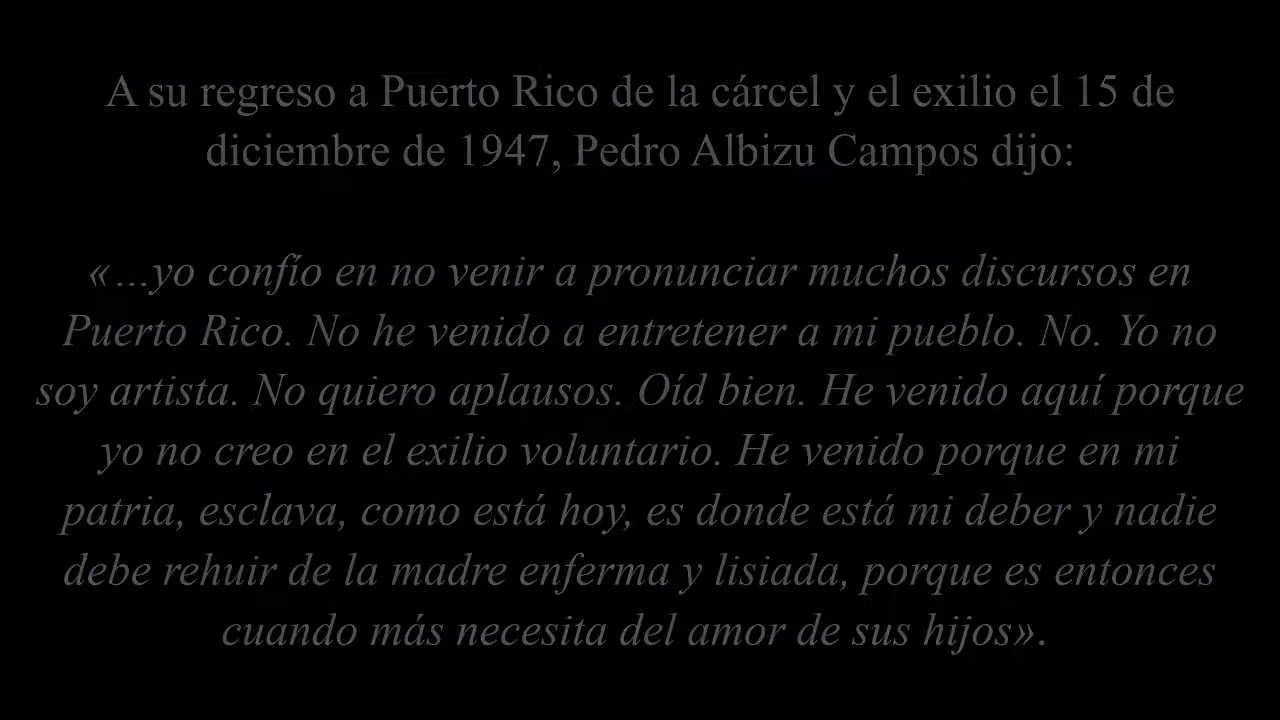 A su regreso a Puerto Rico de la cárcel y el exilio el 15 de
diciembre de 1947, Pedro Albizu Campos dijo:
«…yo confío en no venir a pronunciar muchos discursos en
Puerto Rico. No he venido a entretener a mi pueblo. No. Yo no
soy artista. No quiero aplausos. Oíd bien. He venido aquí porque
yo no creo en el exilio voluntario. He venido porque en mi
patria, esclava, como está hoy, es donde está mi deber y nadie
debe rehuir de la madre enferma y lisiada, porque es entonces
cuando más necesita del amor de sus hijos».